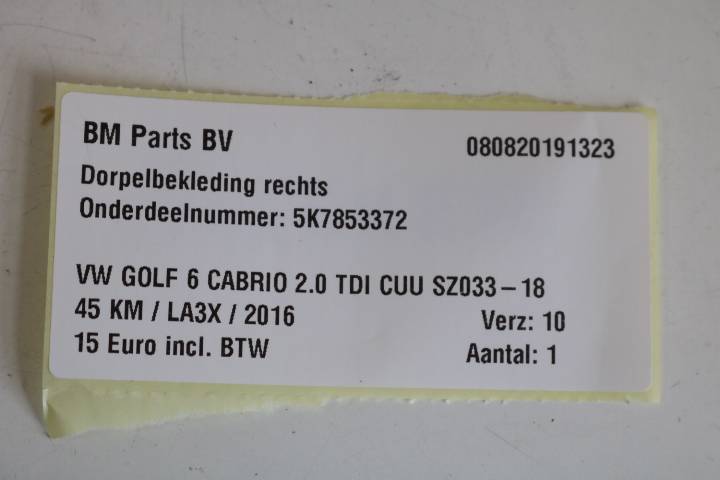 BM Parts BV 080820191323
Dorpelbekleding rechts
Onderdeelnummer: 5K7853372
VW GOLF 6 CABRIO 2.0 TDI CUU SZ033-18
45 KM / LA3X / 2016 Verz: 10
15 Euro incl. BTW Aantal: 1